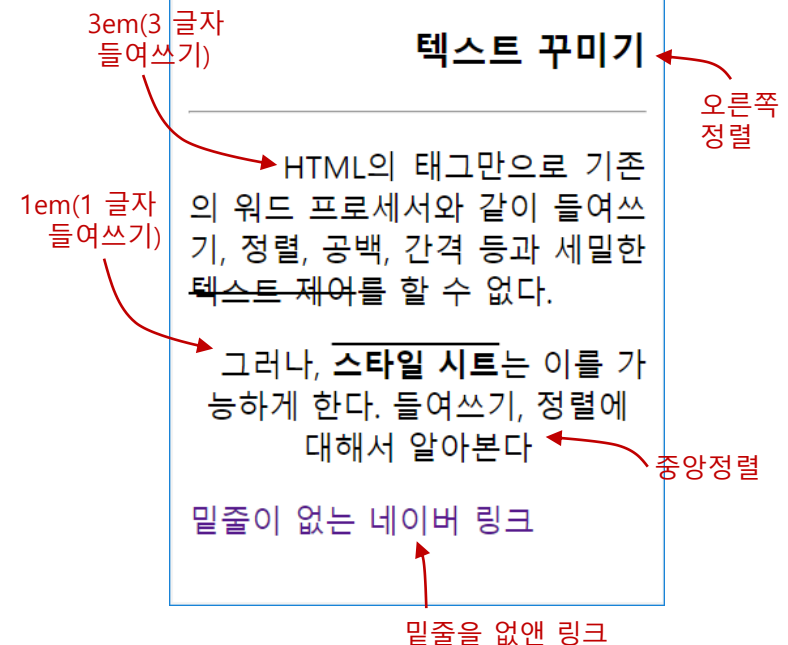 3em(3 글자
들여쓰기)
텍스트 꾸미기
오른쪽
정렬
HTML의 태그만으로 기존
의 워드 프로세서와 같이 들여쓰
기, 정렬, 공백, 간격 등과 세밀한
텍스트 제어를 할 수 없다.
1em(1 글자
들여쓰기)
그러나, 스타일 시트는 이를 가
능하게 한다. 들여쓰기, 정렬에
대해서 알아본다
중앙정렬
밑줄이 없는 네이버 링크
밑줄을 없앤 링크